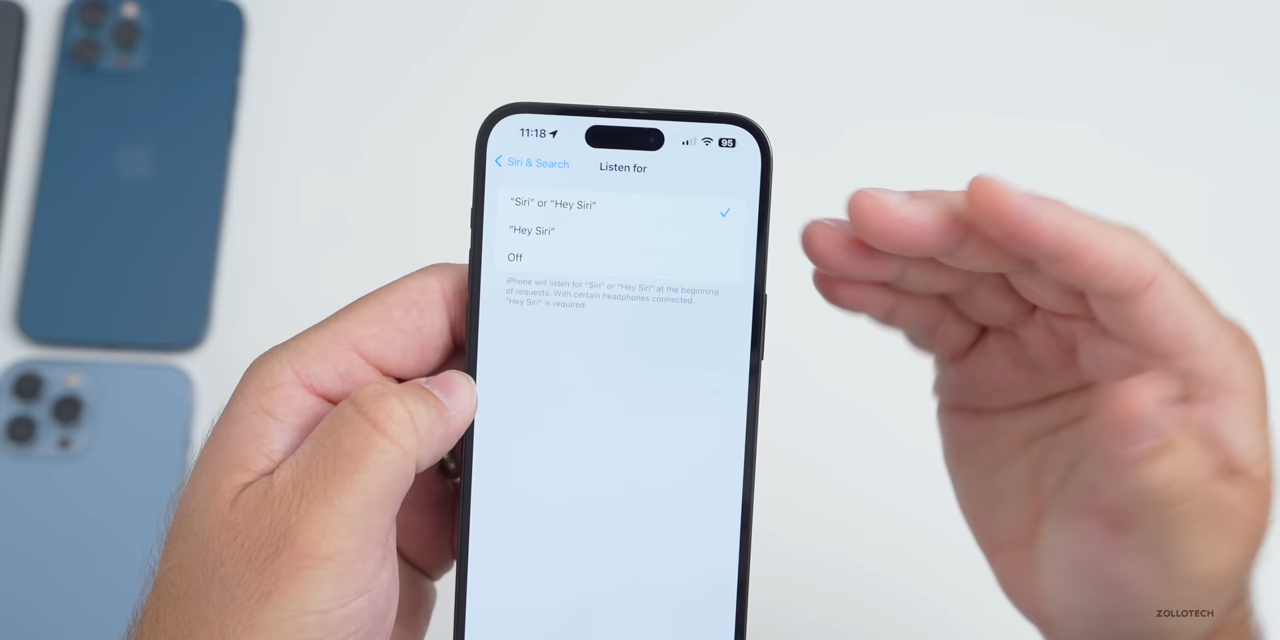 11:18
95
Siri & Search
Listen for
"Siri" or "Hey Siri"
"Hey Siri"
Off
iPhone will listen for "Siri" or "Hey Siri" at the beginning
of requests. With certain headphones connected,
"Hey Siri" is required.
ZOLLOTECH